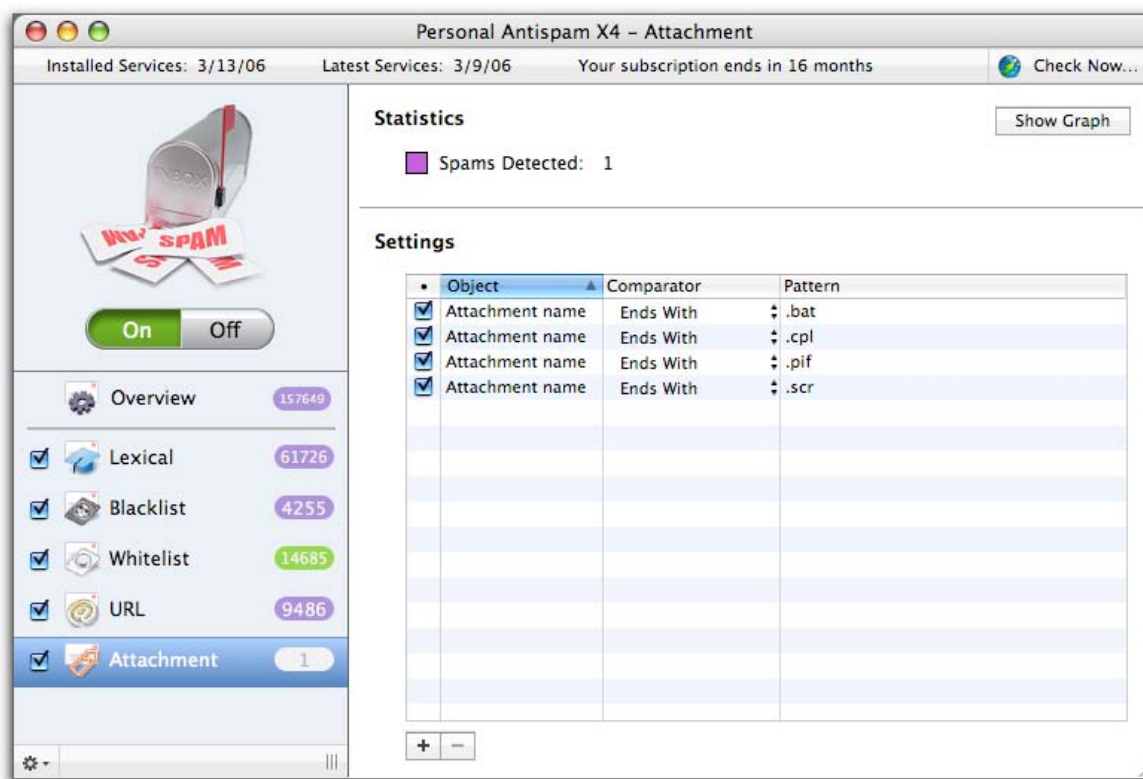 Personal Antispam X4 – Attachment
Installed Services: 3/13/06 Latest Services: 3/9/06 Your subscription ends in 16 months Check Now...
INBOX
SPAM
SPAM
On Off
Overview 157649
Lexical 61726
Blacklist 4255
Whitelist 14685
URL 9486
Attachment 1
Statistics
Show Graph
Spams Detected: 1
Settings
• Object Comparator Pattern
Attachment name Ends With .bat
Attachment name Ends With .cpl
Attachment name Ends With .pif
Attachment name Ends With .scr
+ −